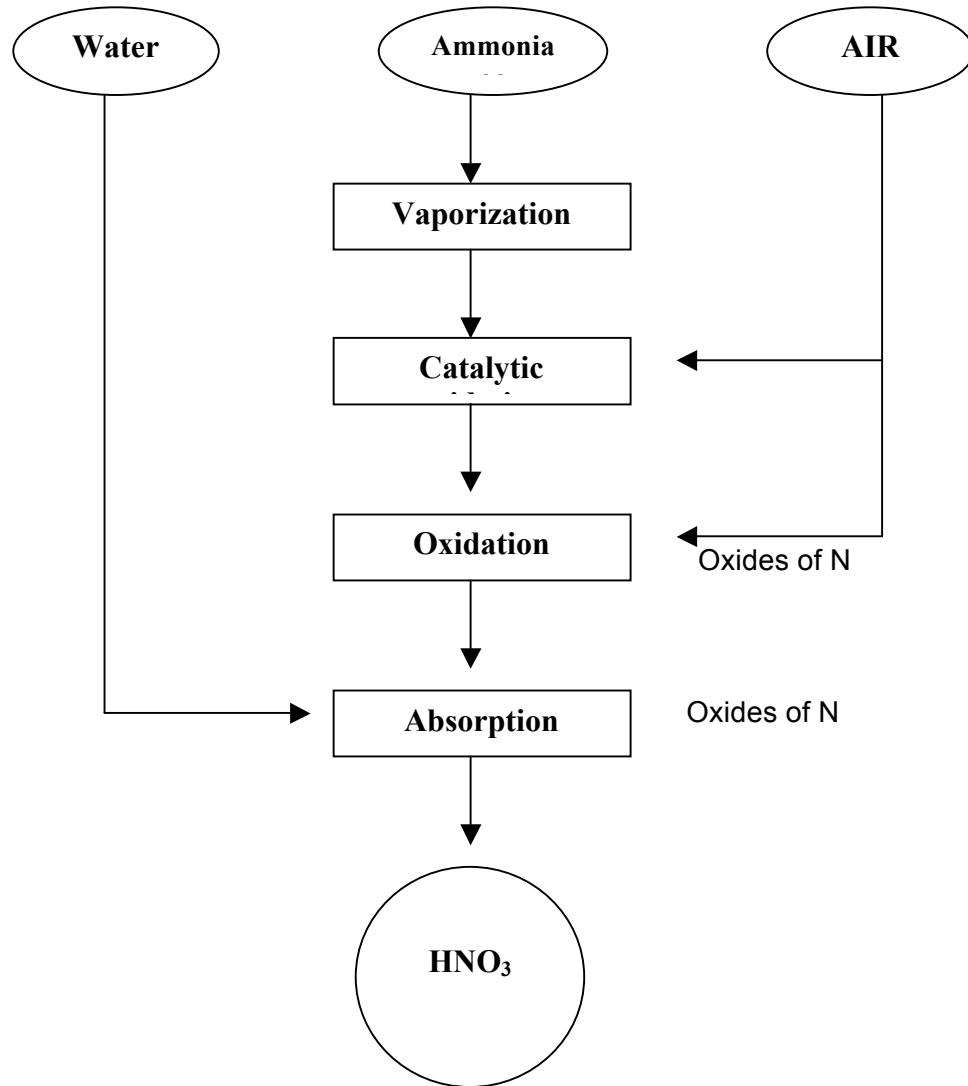 Water
Ammonia
AIR
Vaporization
Catalytic
Oxidation
Oxides of N
Absorption
Oxides of N
HNO₃